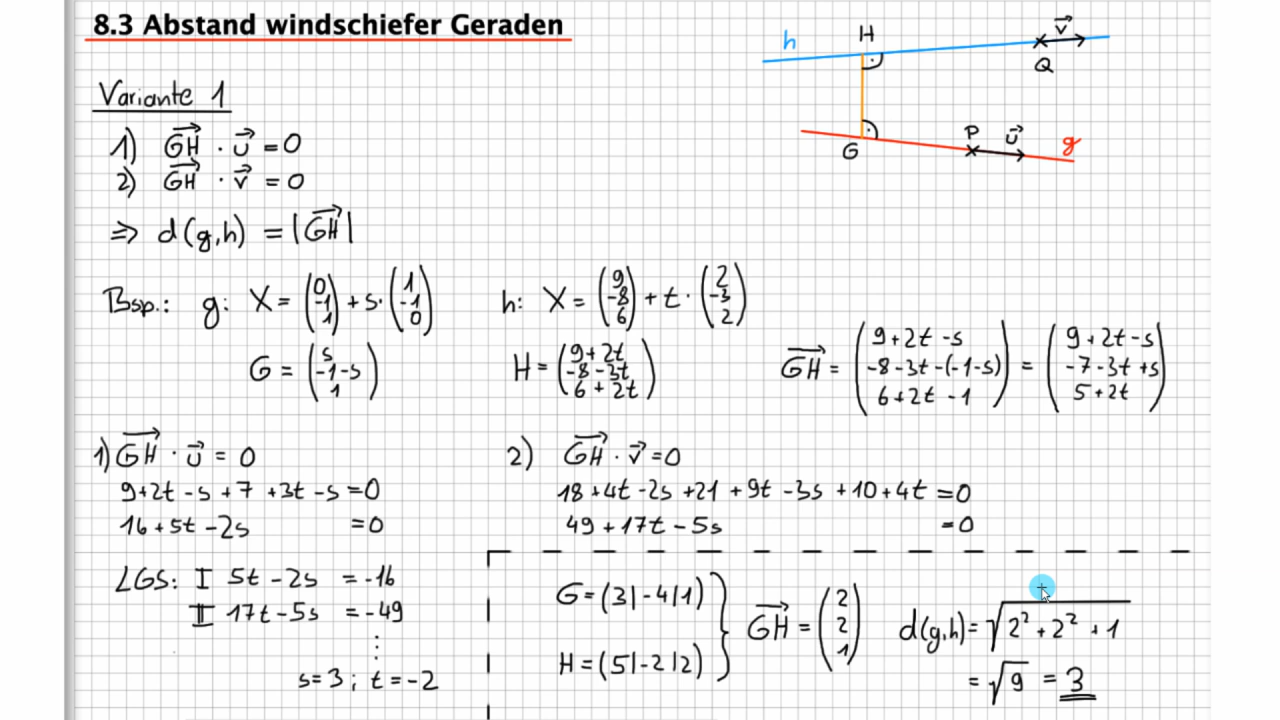 8.3 Abstand windschiefer Geraden
h H v⃗
Q
Variante 1
1) GH⃗ · u⃗ = 0
P u⃗ g
G
2) GH⃗ · v⃗ = 0
⇒ d(g,h) = |GH⃗|
Bsp.: g: X = (0 -1 1) + s · (1 -1 0) h: X = (9 -8 6) + t · (2 -3 2)
G = (s -1-s 1) H = (9+2t -8-3t 6+2t) GH⃗ = (9+2t-s -8-3t-(-1-s) 6+2t-1) = (9+2t-s -7-3t+s 5+2t)
1) GH⃗ · u⃗ = 0 2) GH⃗ · v⃗ = 0
9+2t-s+7+3t-s = 0 18+4t-2s+21+9t-3s+10+4t = 0
16+5t-2s = 0 49+17t-5s = 0
LGS: I 5t-2s = -16
II 17t-5s = -49
⋮
s=3; t=-2
G = (3|-4|1)
H = (5|-2|2)
} GH⃗ = (2 2 1) d(g,h) = √(2² + 2² + 1)
= √9 = 3